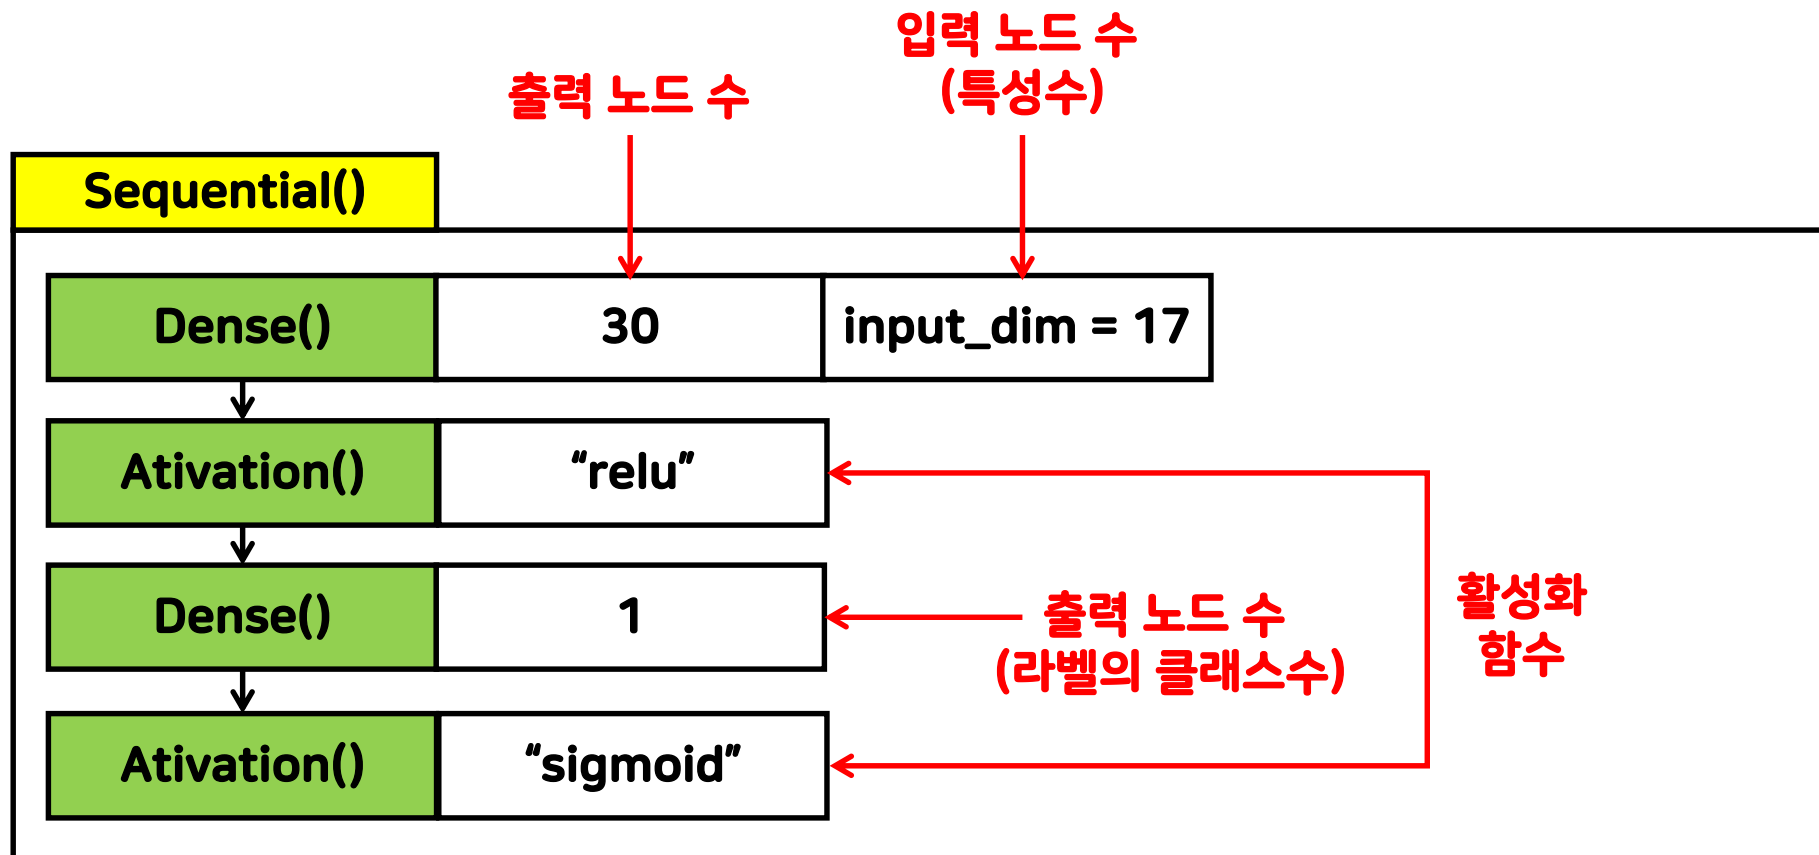 입력 노드 수
(특성수)
출력 노드 수
Sequential()
Dense() 30 input_dim = 17
Ativation() “relu”
Dense() 1
출력 노드 수
(라벨의 클래스수)
활성화
함수
Ativation() “sigmoid”